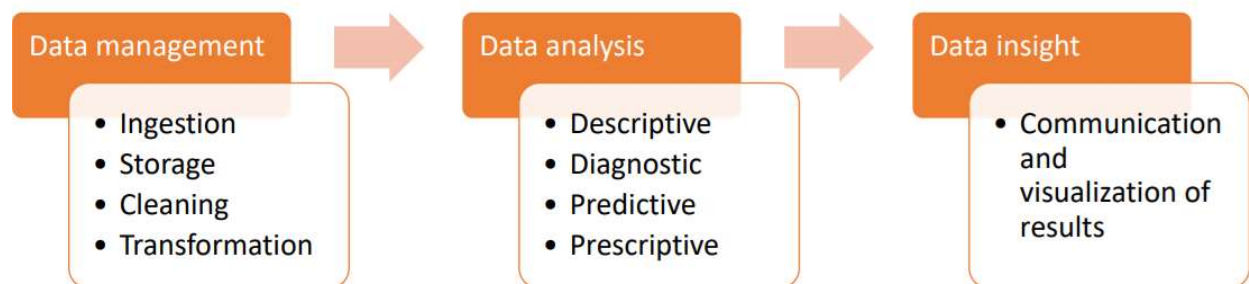 Data management
• Ingestion
• Storage
• Cleaning
• Transformation
Data analysis
• Descriptive
• Diagnostic
• Predictive
• Prescriptive
Data insight
• Communication
and
visualization of
results